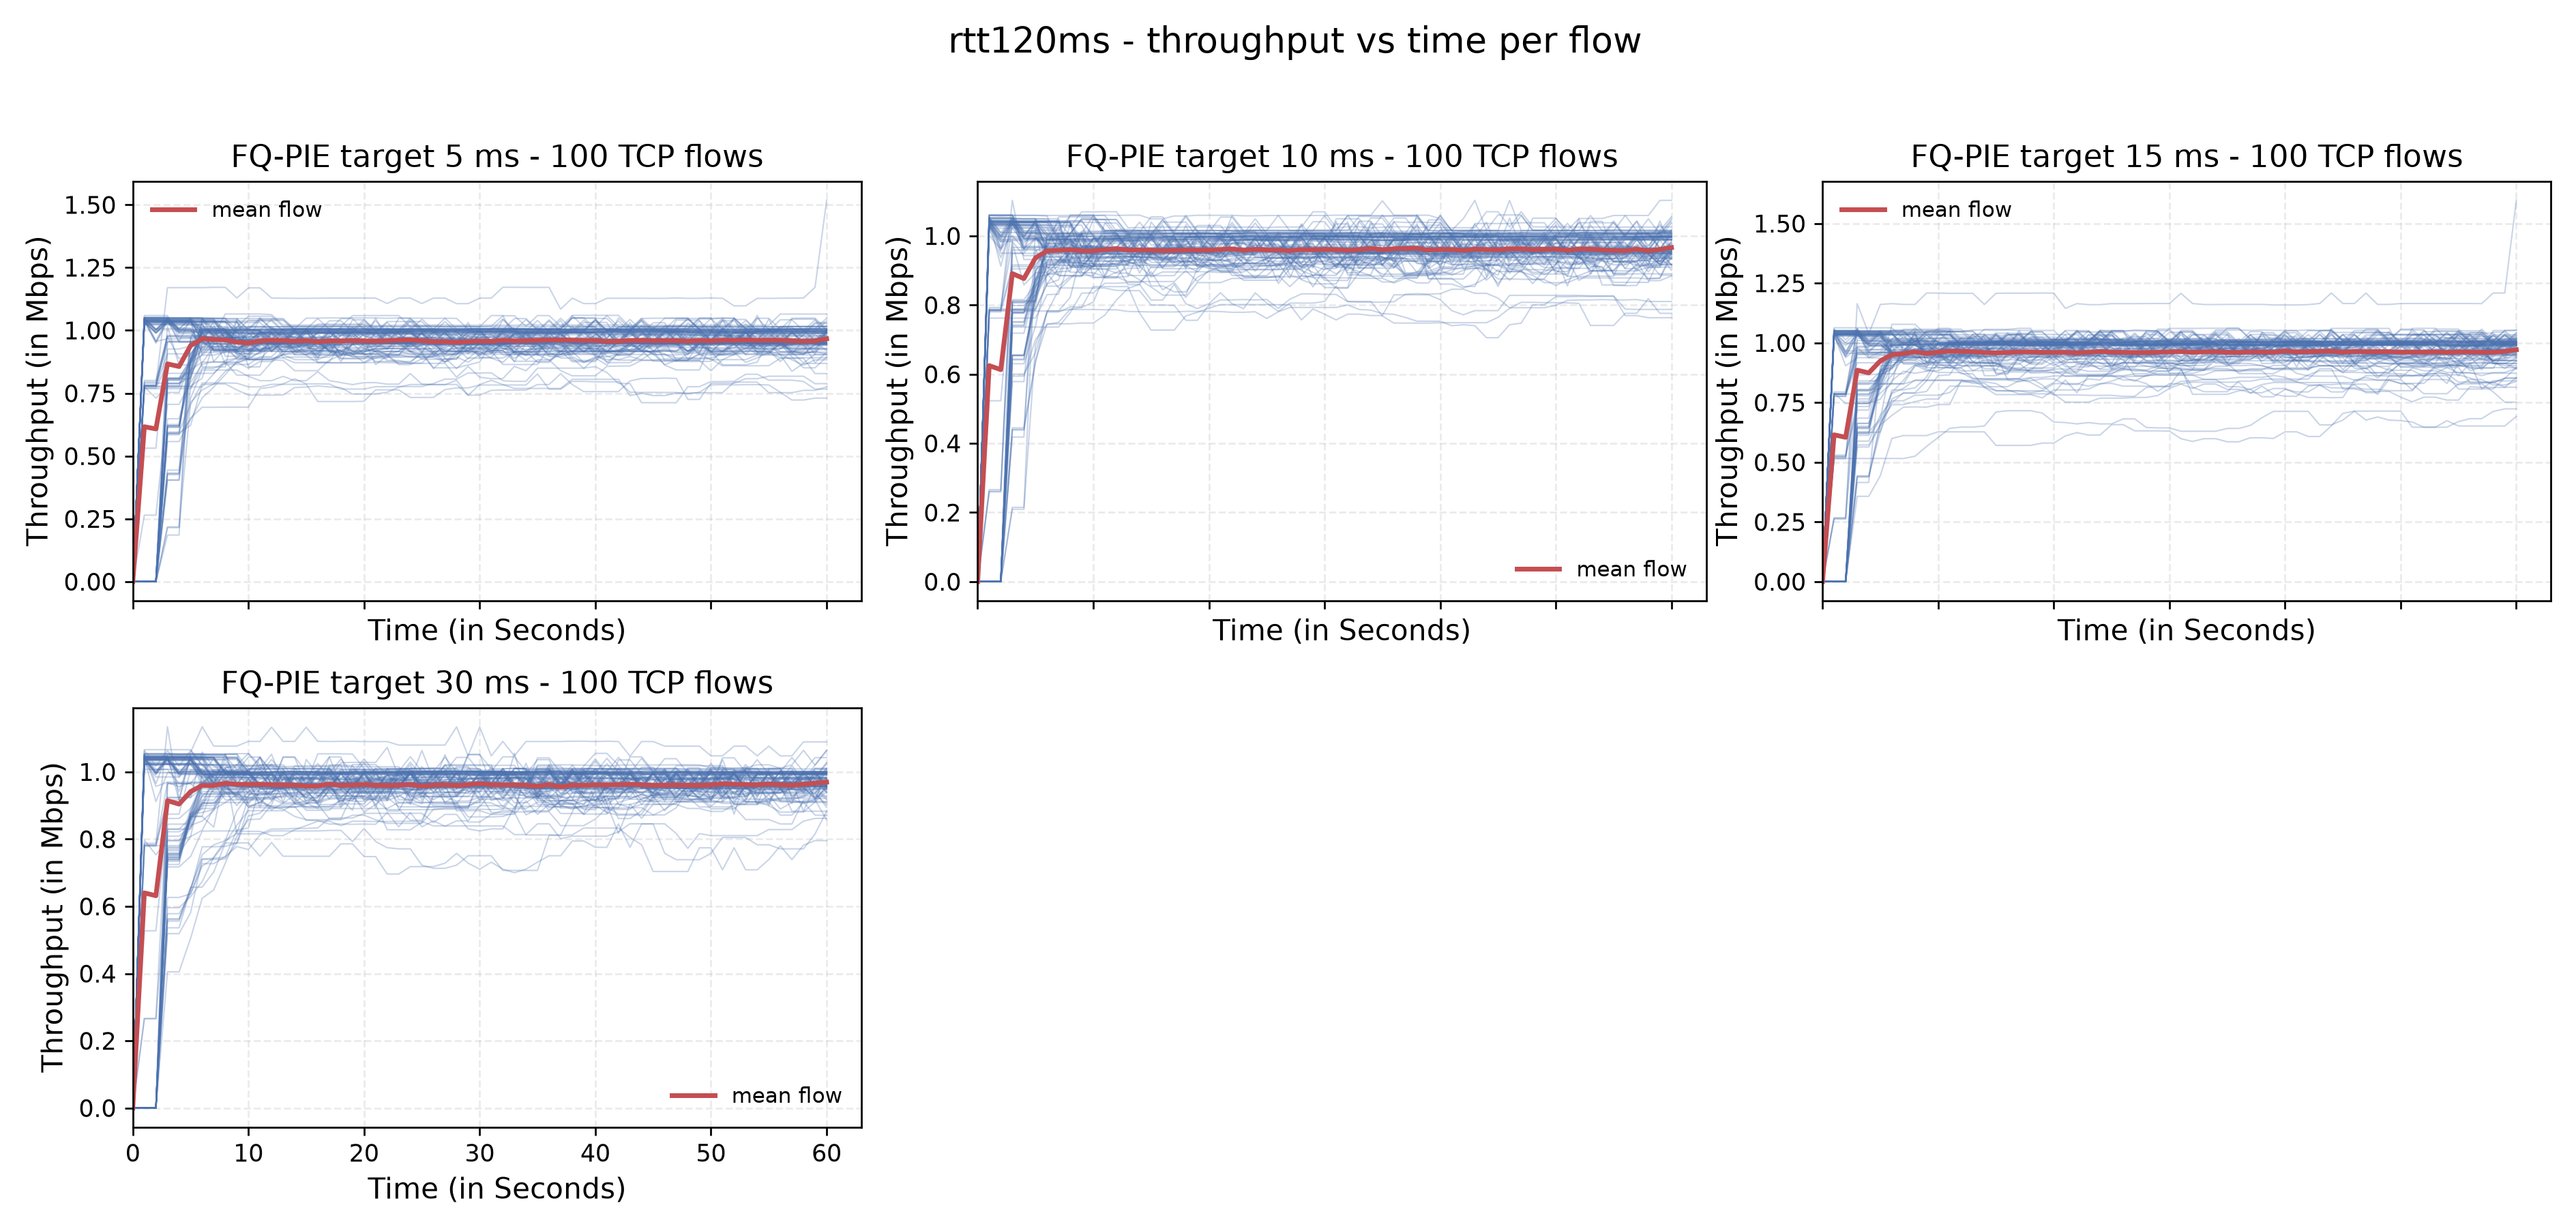 rtt120ms - throughput vs time per flow
FQ-PIE target 5 ms - 100 TCP flows
Throughput (in Mbps)
1.50
1.25
1.00
0.75
0.50
0.25
0.00
mean flow
Time (in Seconds)
FQ-PIE target 10 ms - 100 TCP flows
Throughput (in Mbps)
1.0
0.8
0.6
0.4
0.2
0.0
mean flow
Time (in Seconds)
FQ-PIE target 15 ms - 100 TCP flows
Throughput (in Mbps)
1.50
1.25
1.00
0.75
0.50
0.25
0.00
mean flow
Time (in Seconds)
FQ-PIE target 30 ms - 100 TCP flows
Throughput (in Mbps)
1.0
0.8
0.6
0.4
0.2
0.0
mean flow
0 10 20 30 40 50 60
Time (in Seconds)